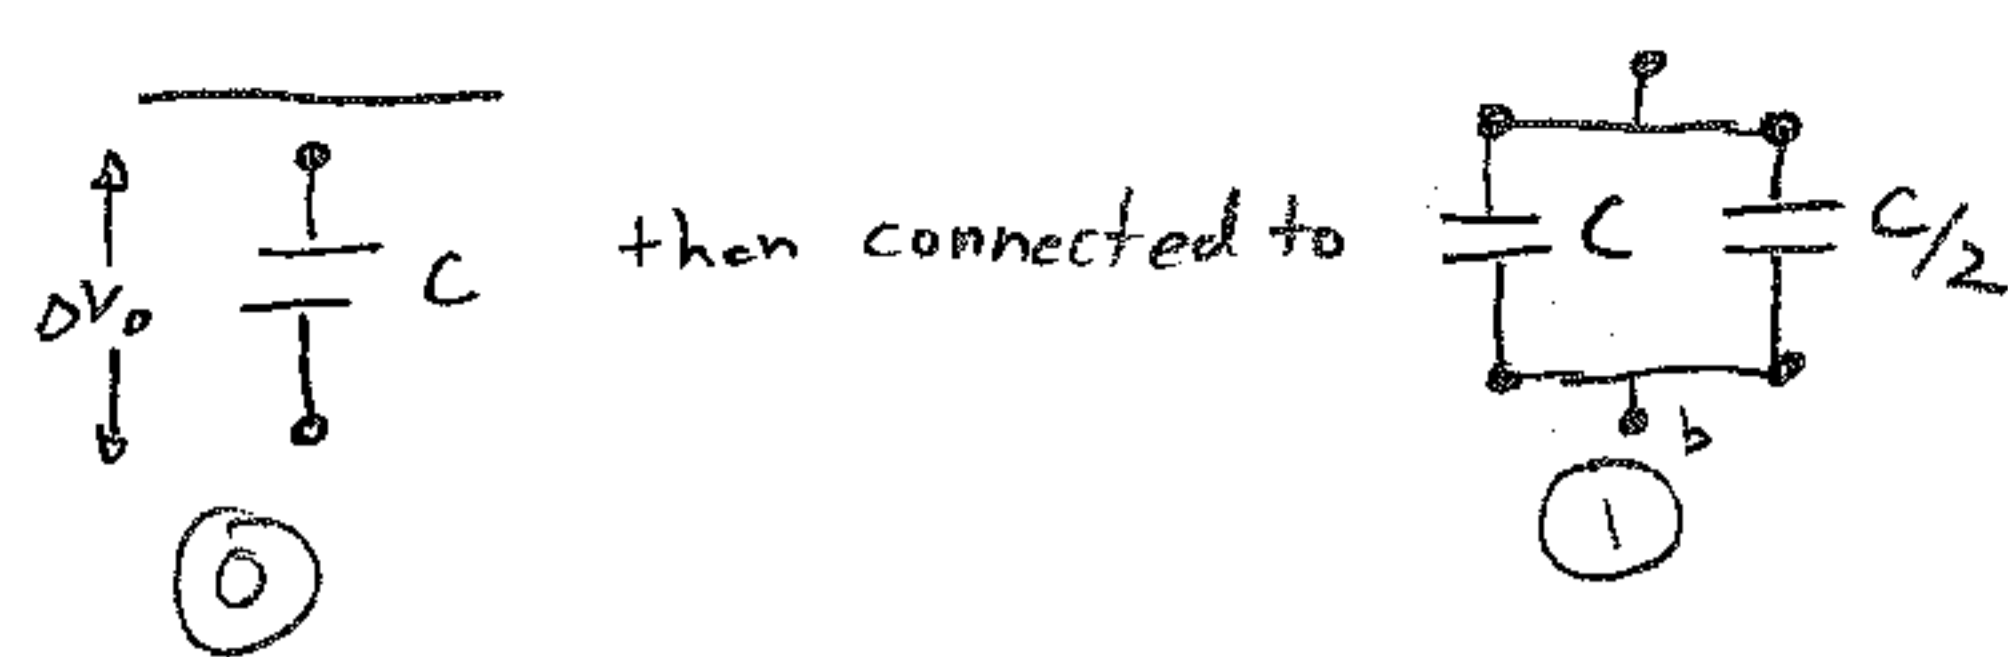 ΔV₀
C
then connected to
C
C/2
b
0
1